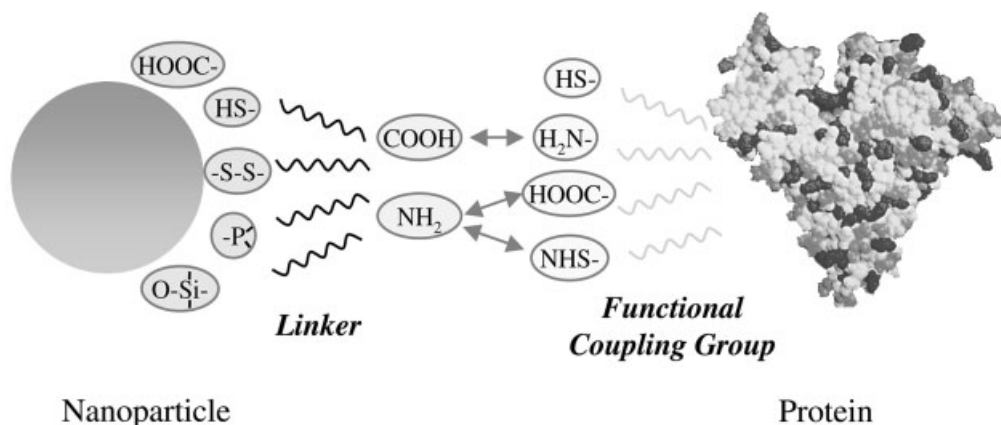 HOOC-
HS-
-S-S-
-P
O-Si-
Linker
COOH
NH₂
HS-
H₂N-
HOOC-
NHS-
Functional
Coupling Group
Nanoparticle
Protein